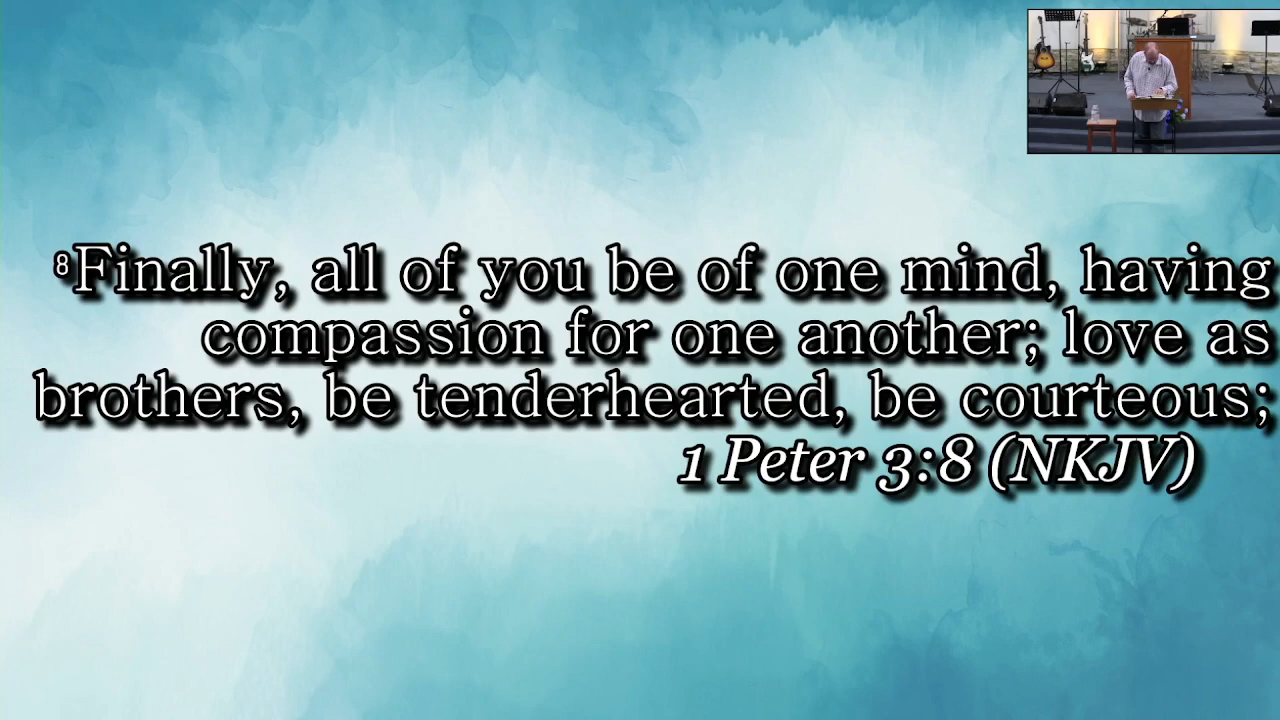 8Finally, all of you be of one mind, having
compassion for one another; love as
brothers, be tenderhearted, be courteous;
1 Peter 3:8 (NKJV)